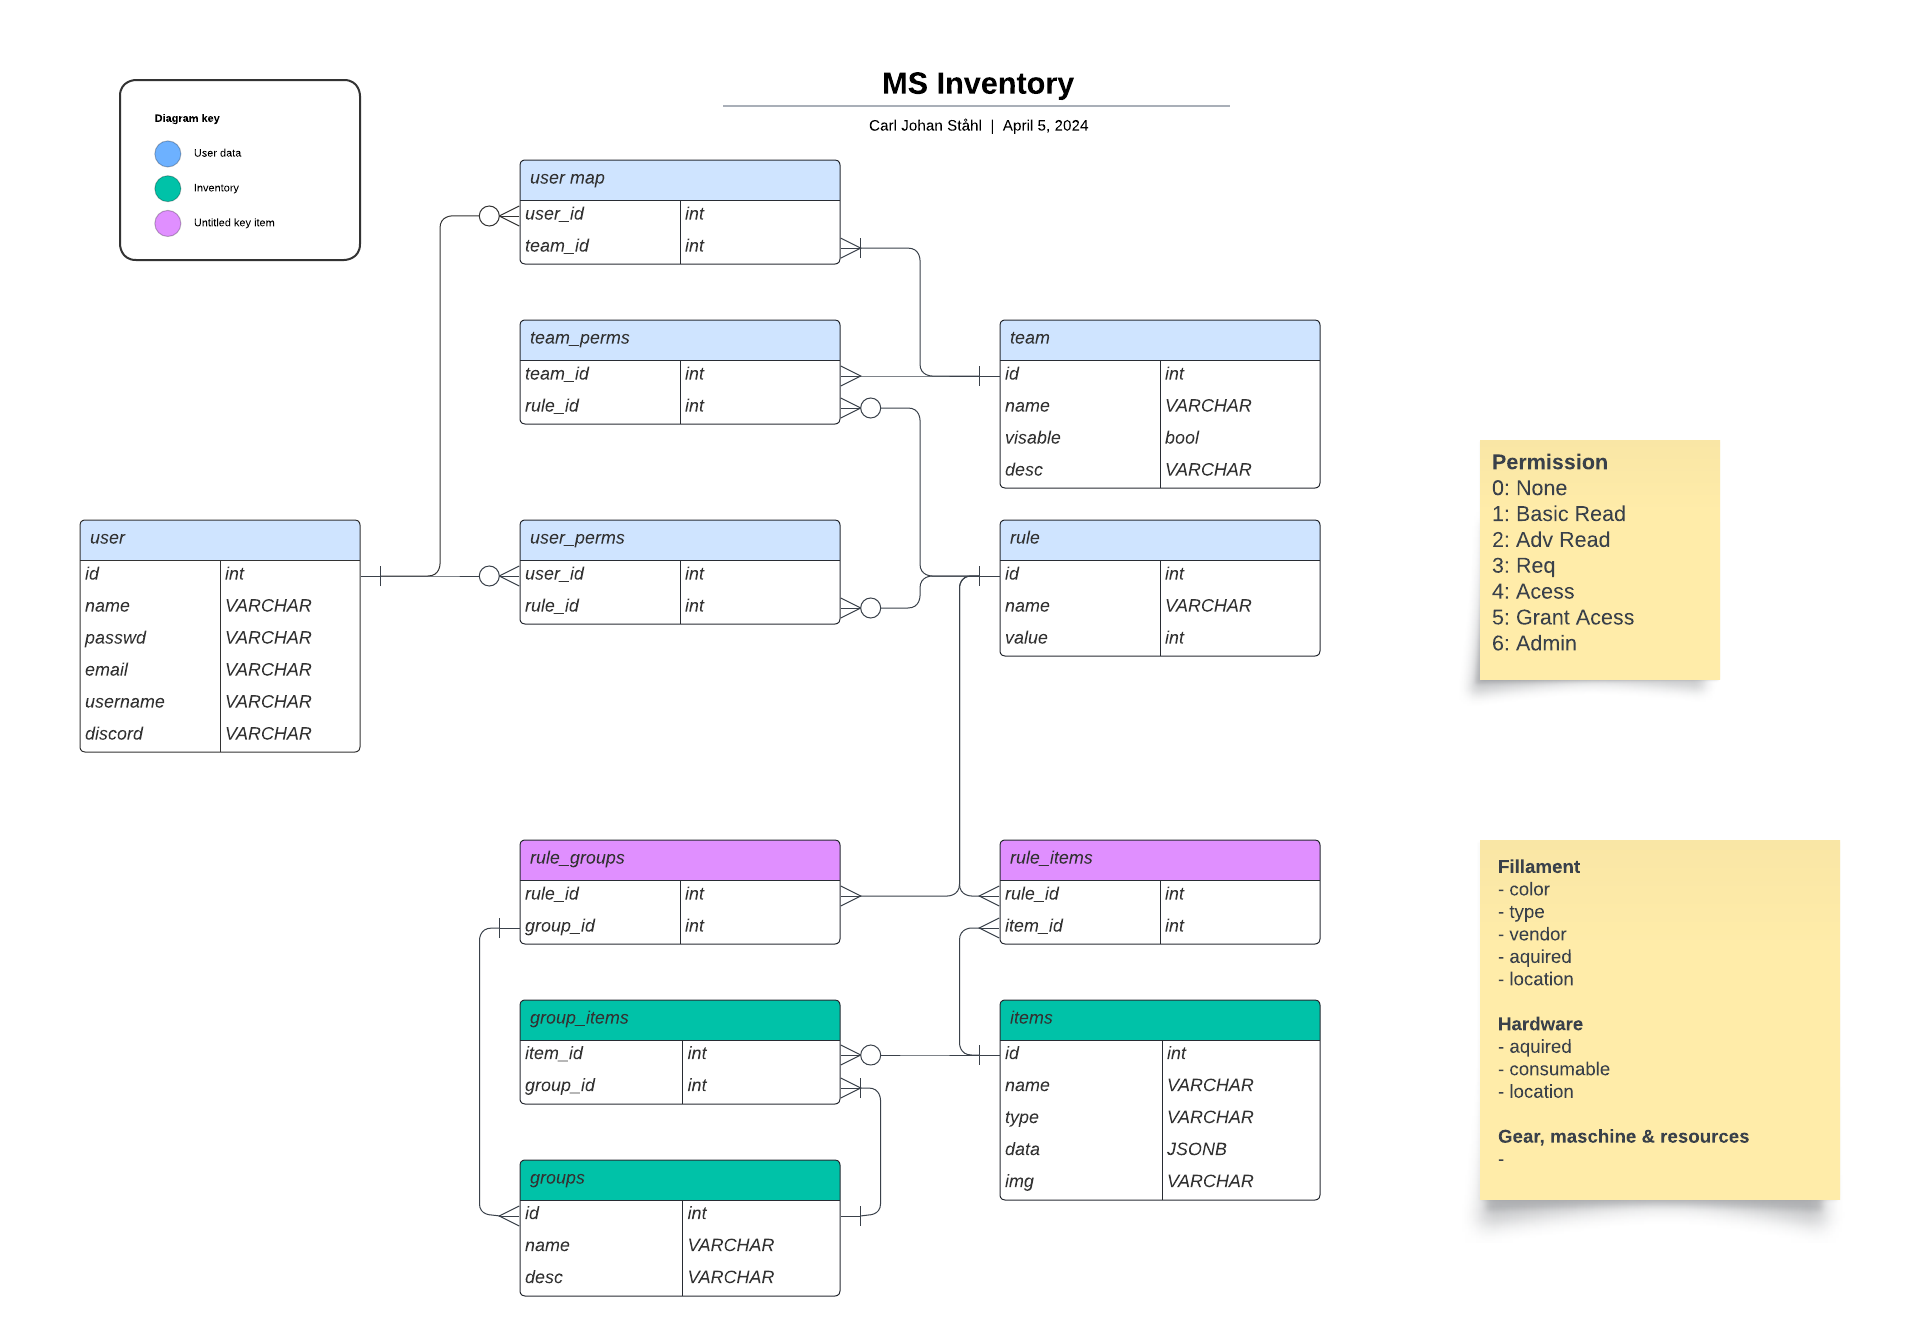 MS Inventory
Carl Johan Ståhl | April 5, 2024
Diagram key
User data
Inventory
Untitled key item
user map
user_id int
team_id int
team_perms
team_id int
rule_id int
team
id int
name VARCHAR
visable bool
desc VARCHAR
user
id int
name VARCHAR
passwd VARCHAR
email VARCHAR
username VARCHAR
discord VARCHAR
user_perms
user_id int
rule_id int
rule
id int
name VARCHAR
value int
Permission
0: None
1: Basic Read
2: Adv Read
3: Req
4: Acess
5: Grant Acess
6: Admin
rule_groups
rule_id int
group_id int
rule_items
rule_id int
item_id int
group_items
item_id int
group_id int
items
id int
name VARCHAR
type VARCHAR
data JSONB
img VARCHAR
groups
id int
name VARCHAR
desc VARCHAR
Fillament
- color
- type
- vendor
- aquired
- location
Hardware
- aquired
- consumable
- location
Gear, maschine & resources
-